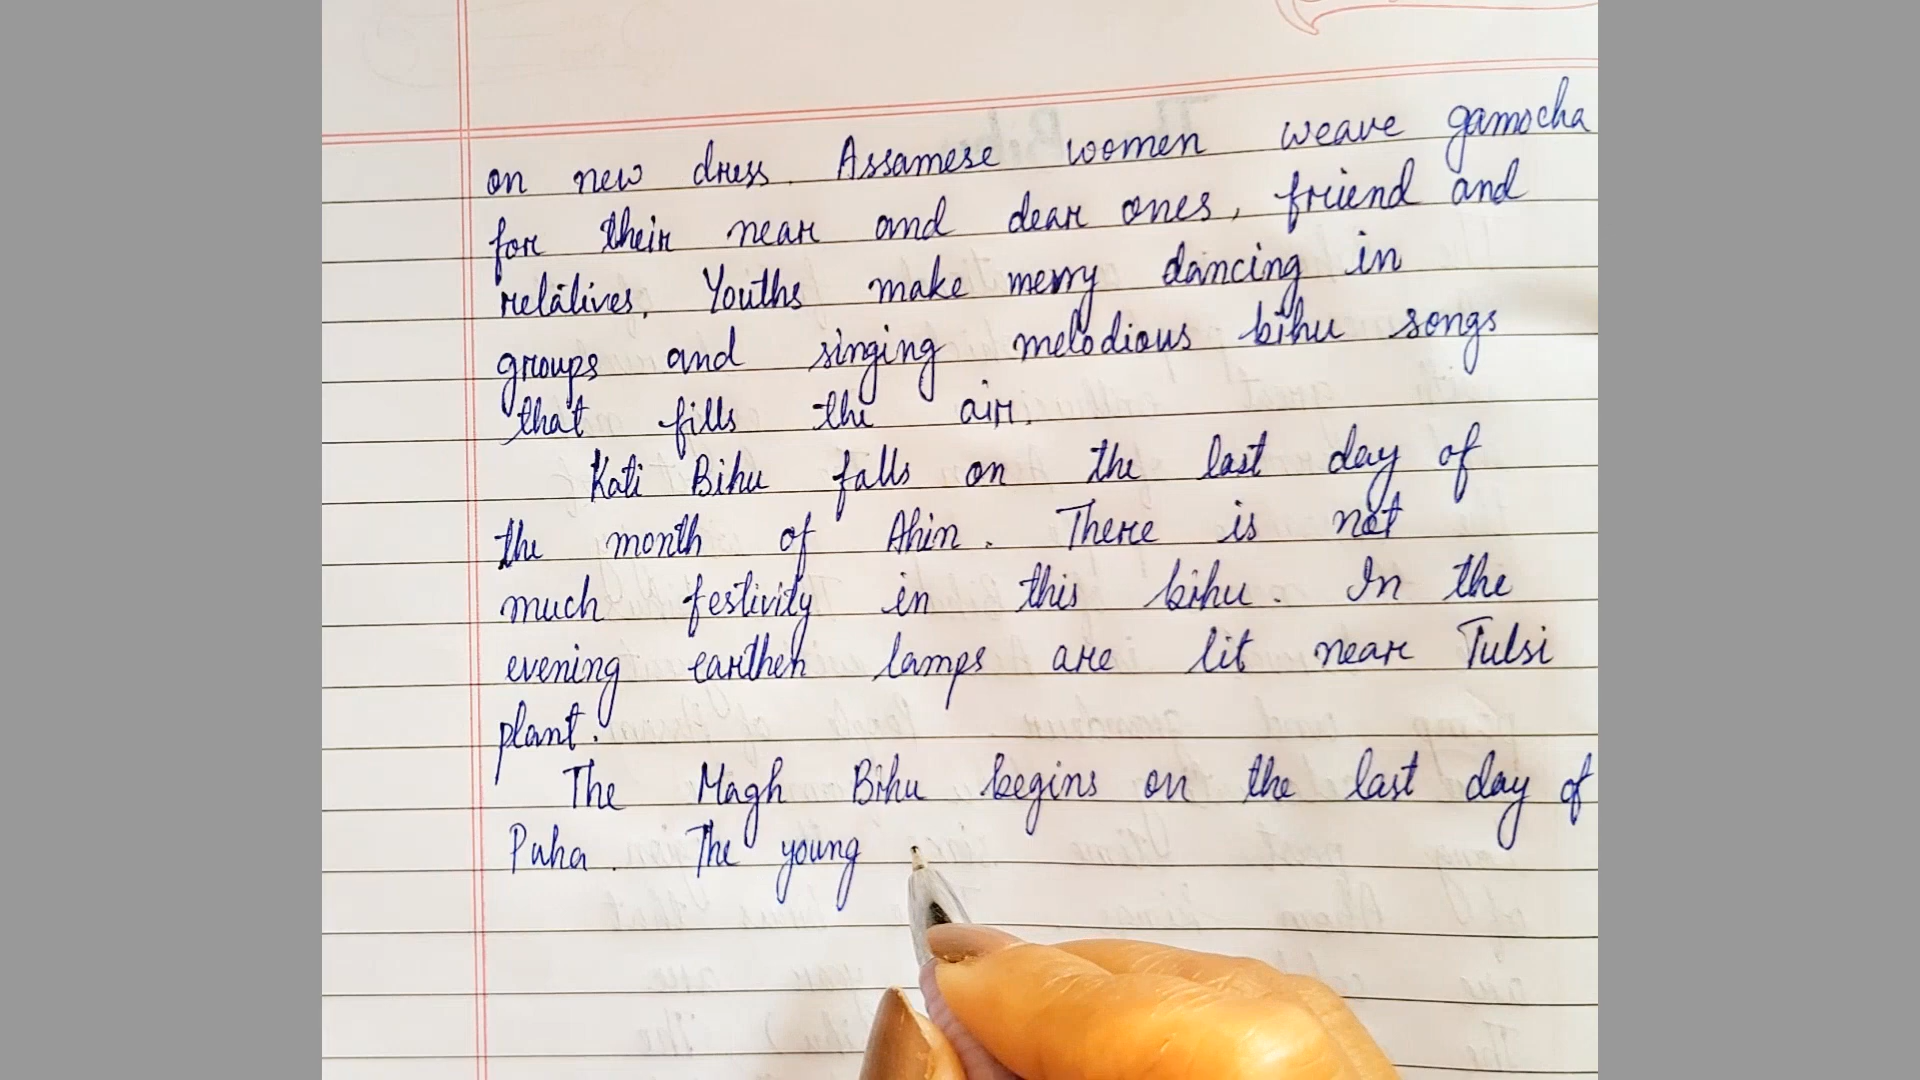 on new dress. Assamese women weave gamocha
for their near and dear ones, friend and
relatives. Youths make merry dancing in
groups and singing melodious bihu songs
that fills the air.
Kati Bihu falls on the last day of
the month of Ahin. There is not
much festivity in this bihu. In the
evening earthen lamps are lit near Tulsi
plant.
The Magh Bihu begins on the last day of
Puha. The young